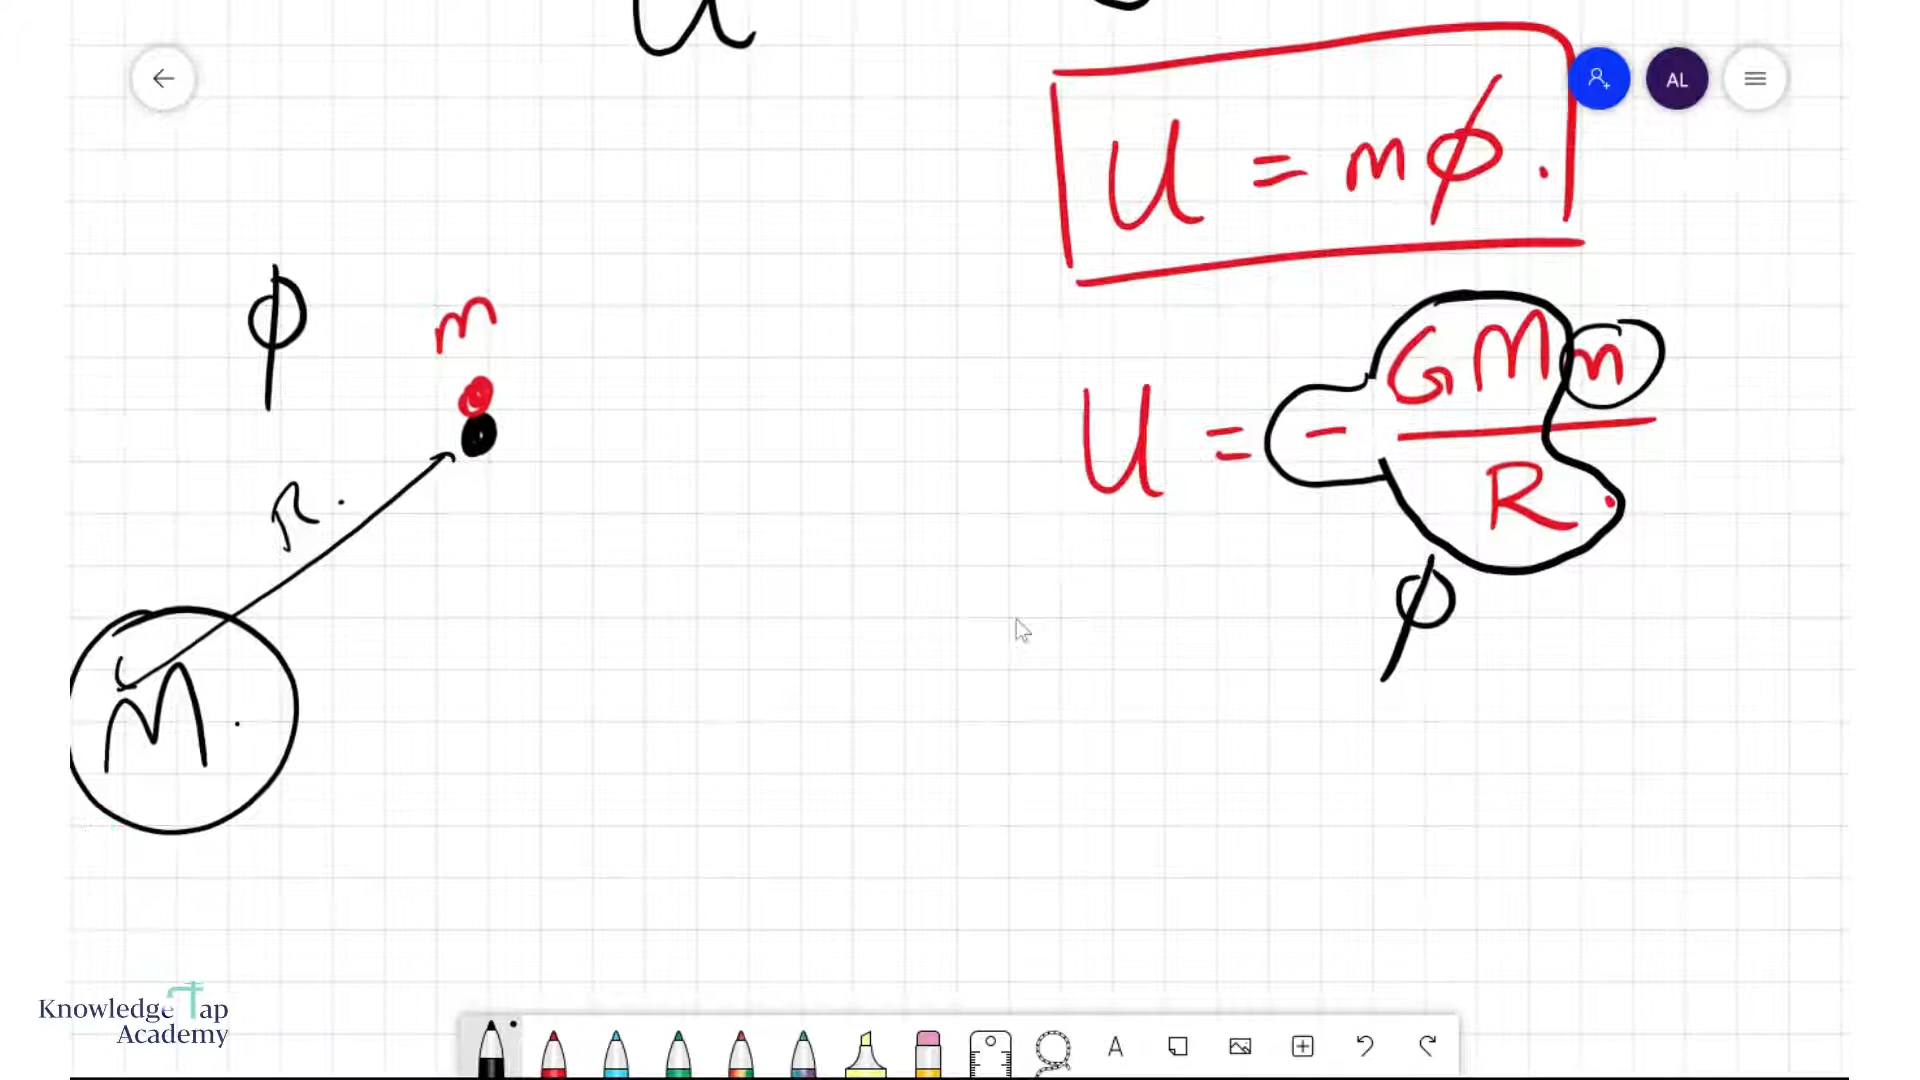 U
AL
U = mϕ.
ϕ
m
U = - GMm / R.
R.
ϕ
M.
Knowledge Tap
Academy
A